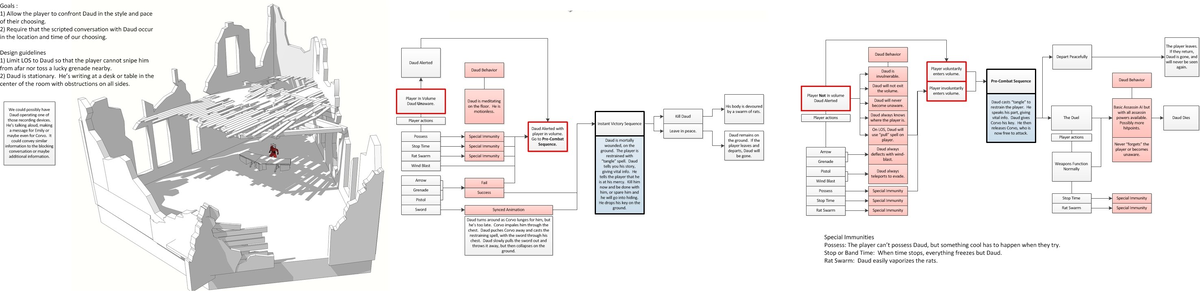 Goals :
1) Allow the player to confront Daud in the style and pace
of their choosing.
2) Require that the scripted conversation with Daud occur
in the location and time of our choosing.
Design guidelines
1) Limit LOS to Daud so that the player cannot snipe him
from afar nor toss a lucky grenade nearby.
2) Daud is stationary. He's writing at a desk or table in the
center of the room with obstructions on all sides.
We could possibly have
Daud operating one of
those recording devices.
He's talking aloud, making
a message for Emily or
maybe even for Corvo. It
could convey similar
information to the blocking
conversation or maybe
additional information.
Daud Alerted
Player in Volume
Daud Unaware.
Player actions
Possess
Stop Time
Rat Swarm
Wind Blast
Arrow
Grenade
Pistol
Sword
Daud Behavior
Daud is meditating
on the floor. He is
motionless.
Special Immunity
Special Immunity
Special Immunity
Fail
Success
Synced Animation
Daud turns around as Corvo lunges for him, but
he's too late. Corvo impales him through the
chest. Daud pushes Corvo away and casts the
restraining spell, with the sword through his
chest. Daud slowly pulls the sword out and
throws it away, but then collapses on the
ground.
Daud Alerted with
player in volume.
Go to Pre-Combat
Sequence.
Instant Victory Sequence
Daud is mortally
wounded, on the
ground. The player is
restrained with
"tangle" spell. Daud
tells you his story,
giving vital info. He
tells the player that he
is at his mercy. Kill him
now and be done with
him, or spare him and
he will go into hiding.
He drops his key on the
ground.
Kill Daud
Leave in peace.
His body is devoured
by a swarm of rats.
Daud remains on
the ground. If the
player leaves and
departs, Daud will
be gone.
Player Not in volume
Daud Alerted
Player actions
Arrow
Grenade
Pistol
Wind Blast
Possess
Stop Time
Rat Swarm
Daud Behavior
Daud is
invulnerable.
Daud will not exit
the volume.
Daud will never
become unaware.
Daud always knows
where the player is.
On LOS, Daud will
use "pull" spell on
player.
Daud always
deflects with wind-
blast.
Daud always
teleports to evade.
Special Immunity
Special Immunity
Special Immunity
Player voluntarily
enters volume.
Player involuntarily
enters volume.
Pre-Combat Sequence
Daud casts "tangle" to
restrain the player. He
speaks his part, giving
vital info. Daud gives
Corvo his key. He then
releases Corvo, who is
now free to attack.
Depart Peacefully
The player leaves.
If they return,
Daud is gone, and
will never be seen
again.
The Duel
Player actions
Weapons Function
Normally
Stop Time
Rat Swarm
Daud Behavior
Basic Assassin AI but
with all assassin
powers available.
Possibly more
hitpoints.
Never "forgets" the
player or becomes
unaware.
Special Immunity
Special Immunity
Daud Dies
Special Immunities
Possess: The player can't possess Daud, but something cool has to happen when they try.
Stop or Band Time: When time stops, everything freezes but Daud.
Rat Swarm: Daud easily vaporizes the rats.